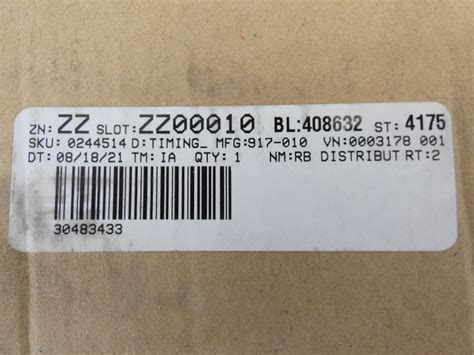 ZN: ZZ SLOT: ZZ00010 BL:408632 ST: 4175
SKU: 0244514 D:TIMING_ MFG:917-010 VN:0003178 001
DT: 08/18/21 TM: IA QTY: 1 NM:RB DISTRIBUT RT:2
30483433